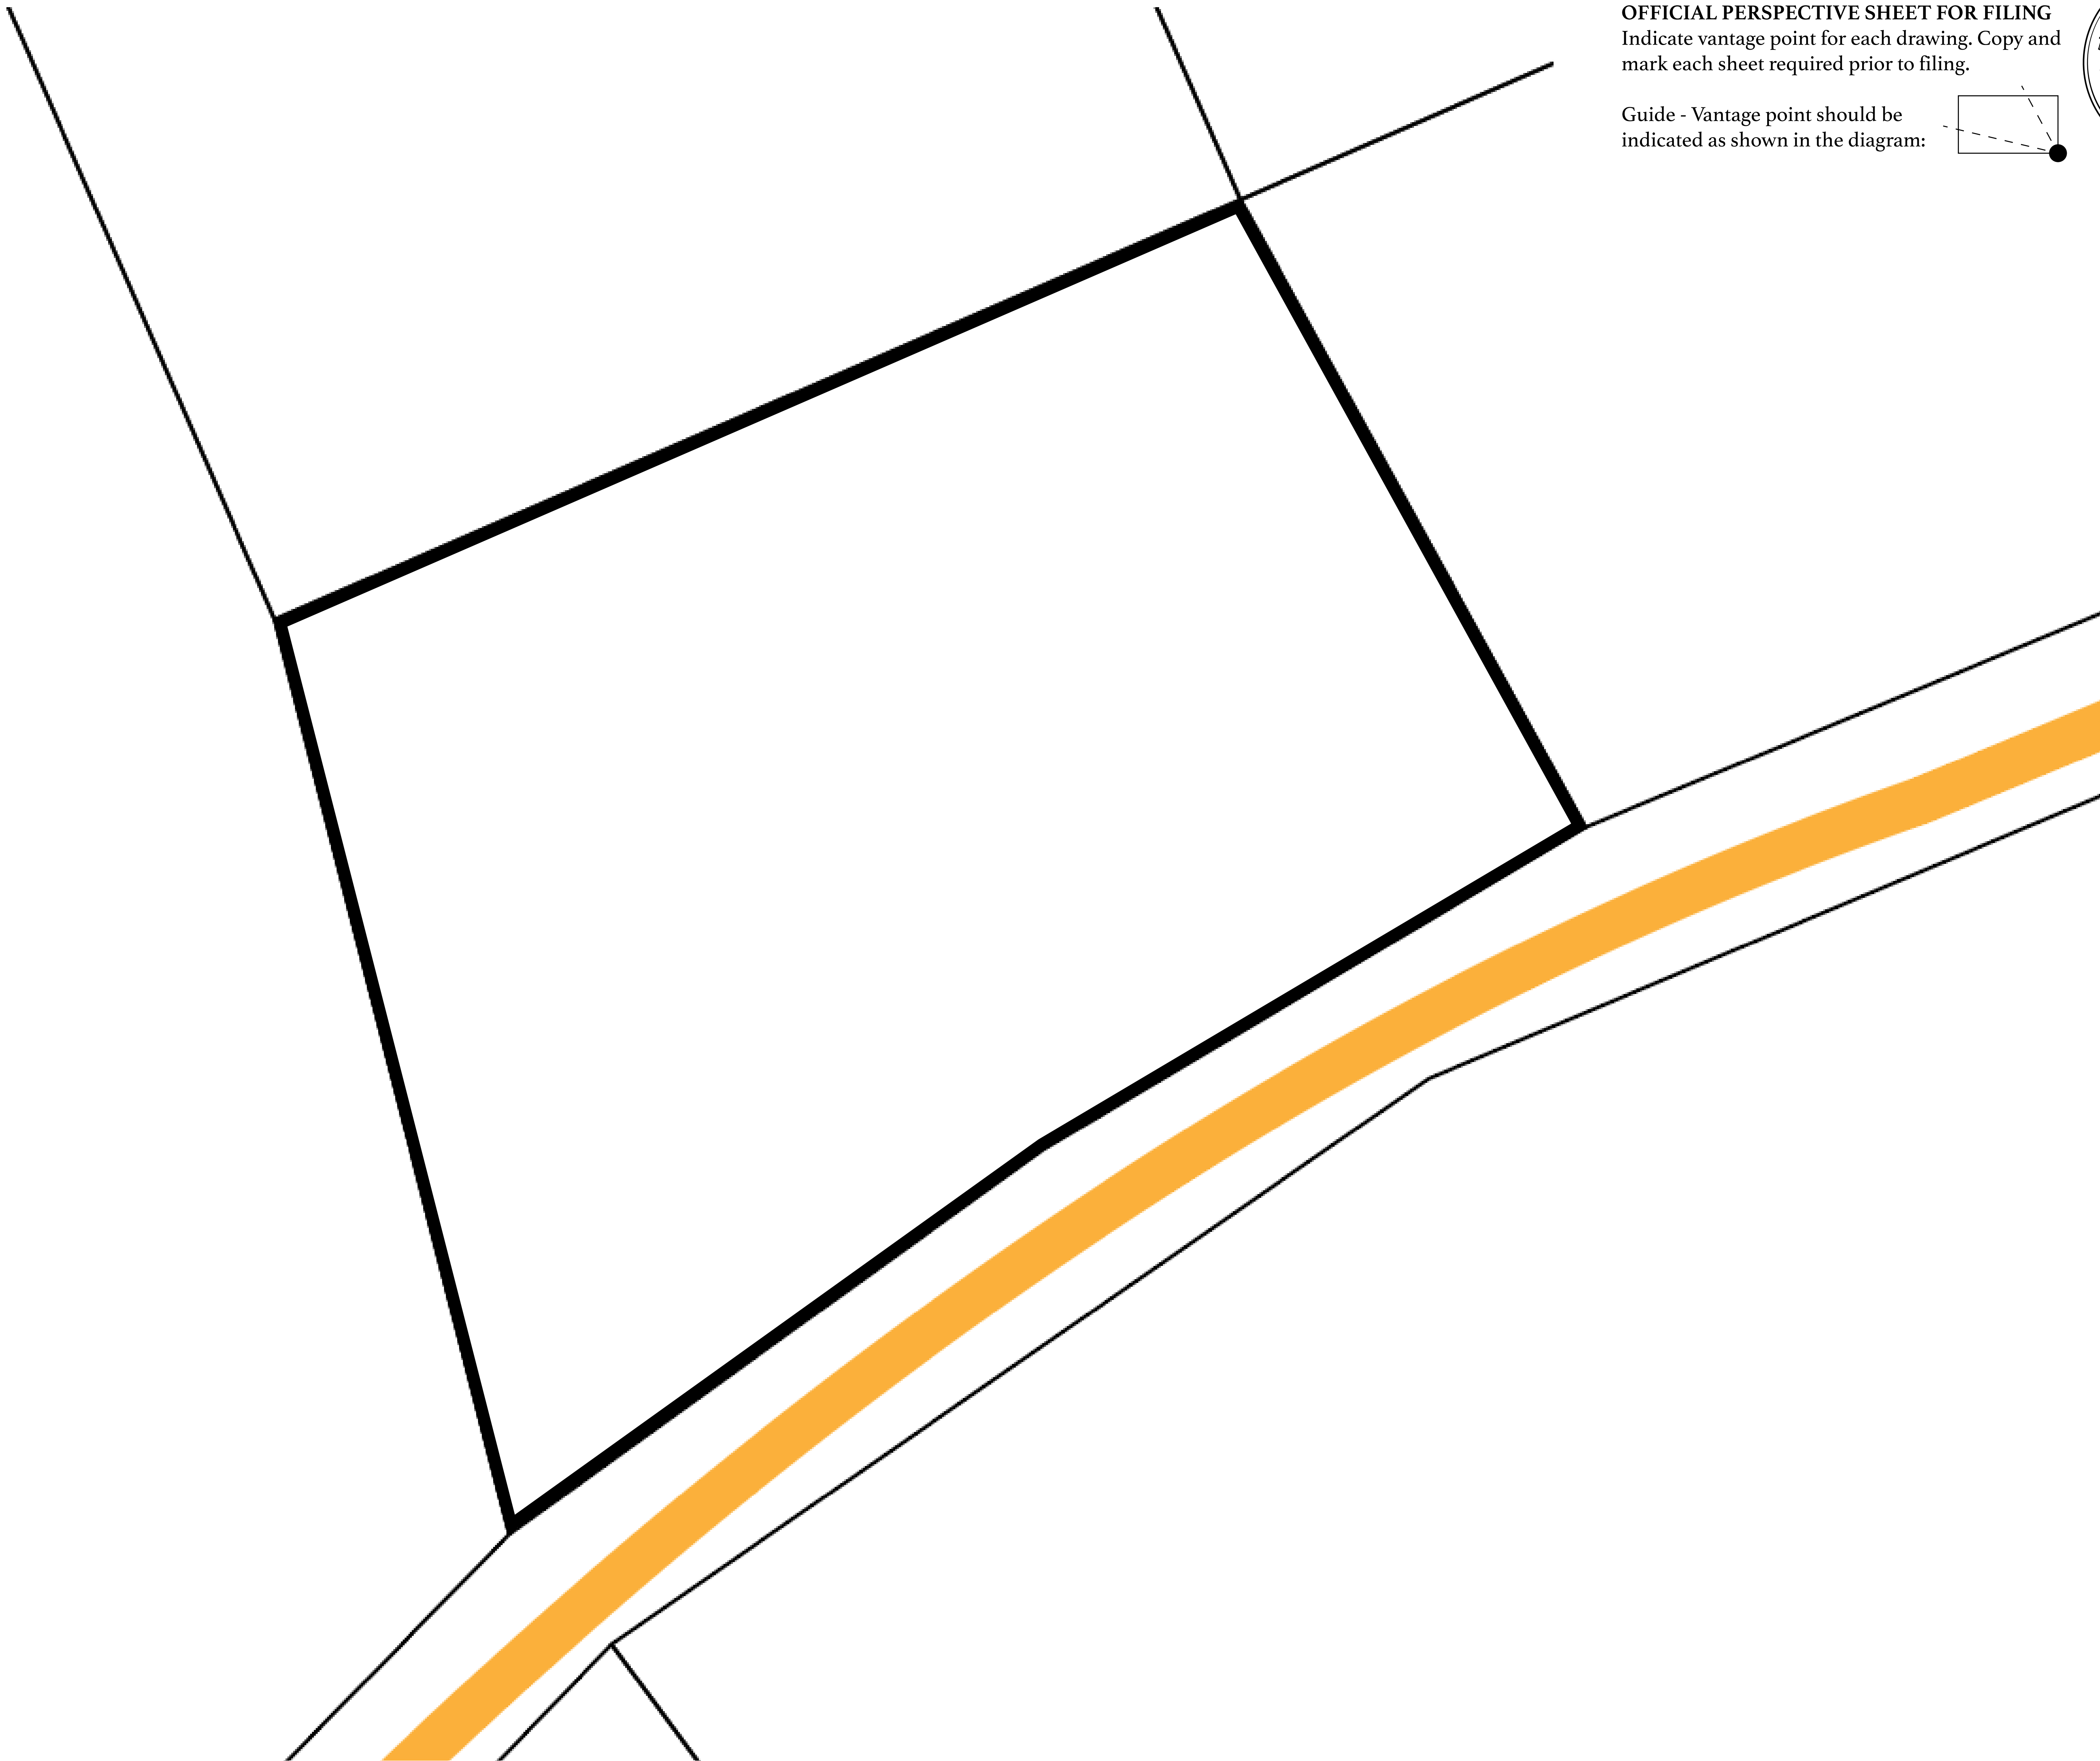 OFFICIAL PERSPECTIVE SHEET FOR FILING
Indicate vantage point for each drawing. Copy and
mark each sheet required prior to filing.
Guide - Vantage point should be
indicated as shown in the diagram: